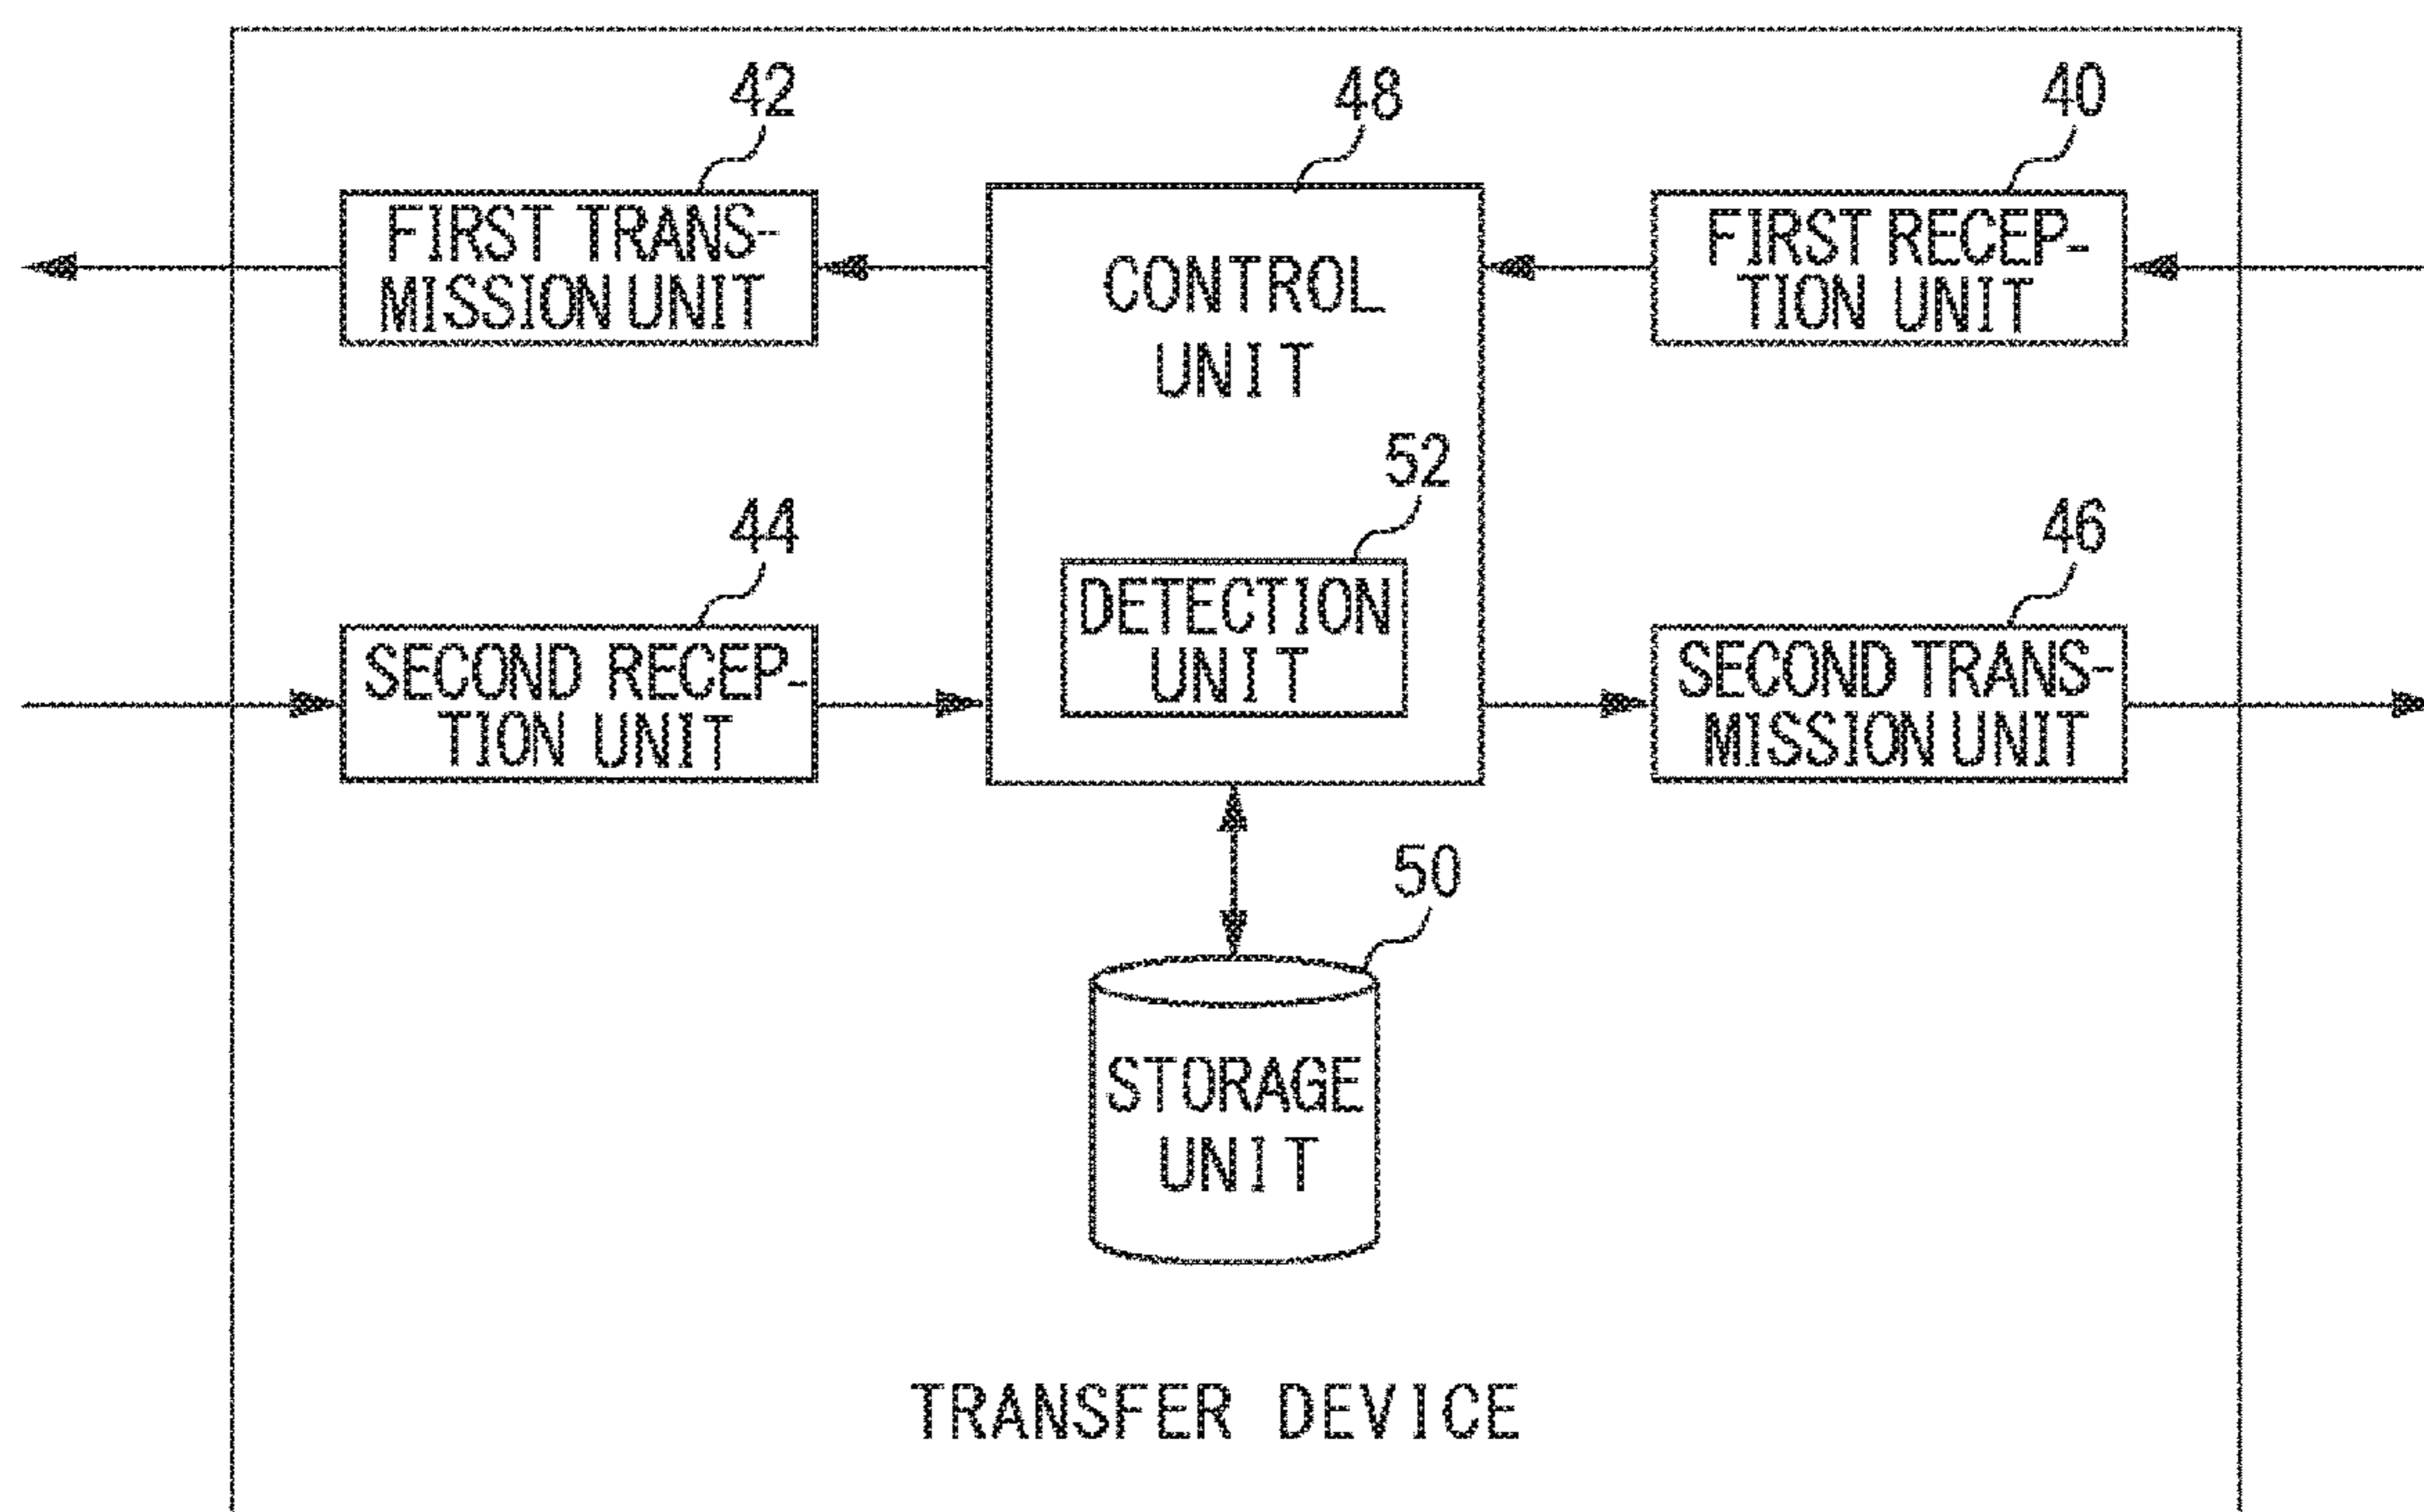 42
48
40
FIRST TRANS-
MISSION UNIT
CONTROL
UNIT
FIRST RECEP-
TION UNIT
52
44
46
DETECTION
UNIT
SECOND RECEP-
TION UNIT
SECOND TRANS-
MISSION UNIT
50
STORAGE
UNIT
TRANSFER DEVICE